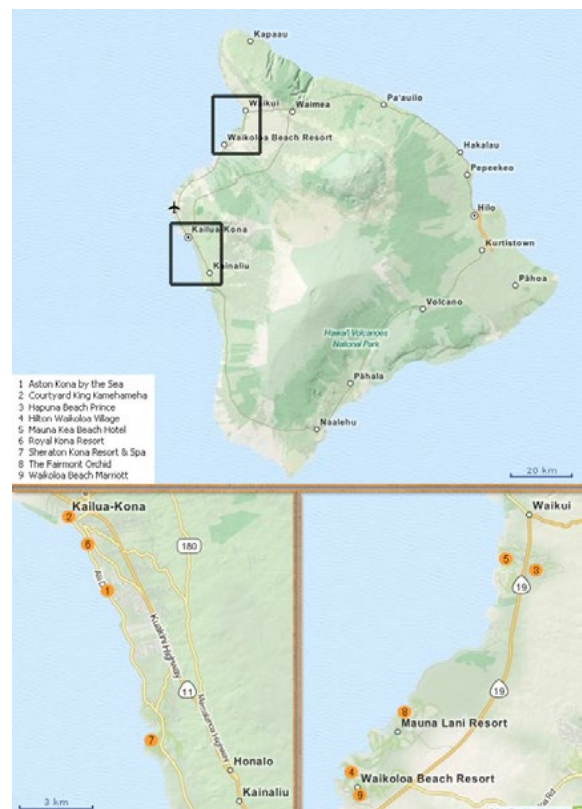 Kapaau
Waikui
Waimea
Pa'auilo
Waikoloa Beach Resort
Hakalau
Pepeekeo
Hilo
Kailua-Kona
Kurtistown
Kainaliu
Pāhoa
Volcano
Hawai'i Volcanoes
National Park
Pāhala
Naalehu
1 Aston Kona by the Sea
2 Courtyard King Kamehameha
3 Hapuna Beach Prince
4 Hilton Waikoloa Village
5 Mauna Kea Beach Hotel
6 Royal Kona Resort
7 Sheraton Kona Resort & Spa
8 The Fairmont Orchid
9 Waikoloa Beach Marriott
20 km
Kailua-Kona
2
6
180
1
Kuakini Highway
11
Mamalahoa Highway
7
Honalo
Kainaliu
3 km
Waikui
5
3
19
19
8
Mauna Lani Resort
4
Waikoloa Beach Resort
9